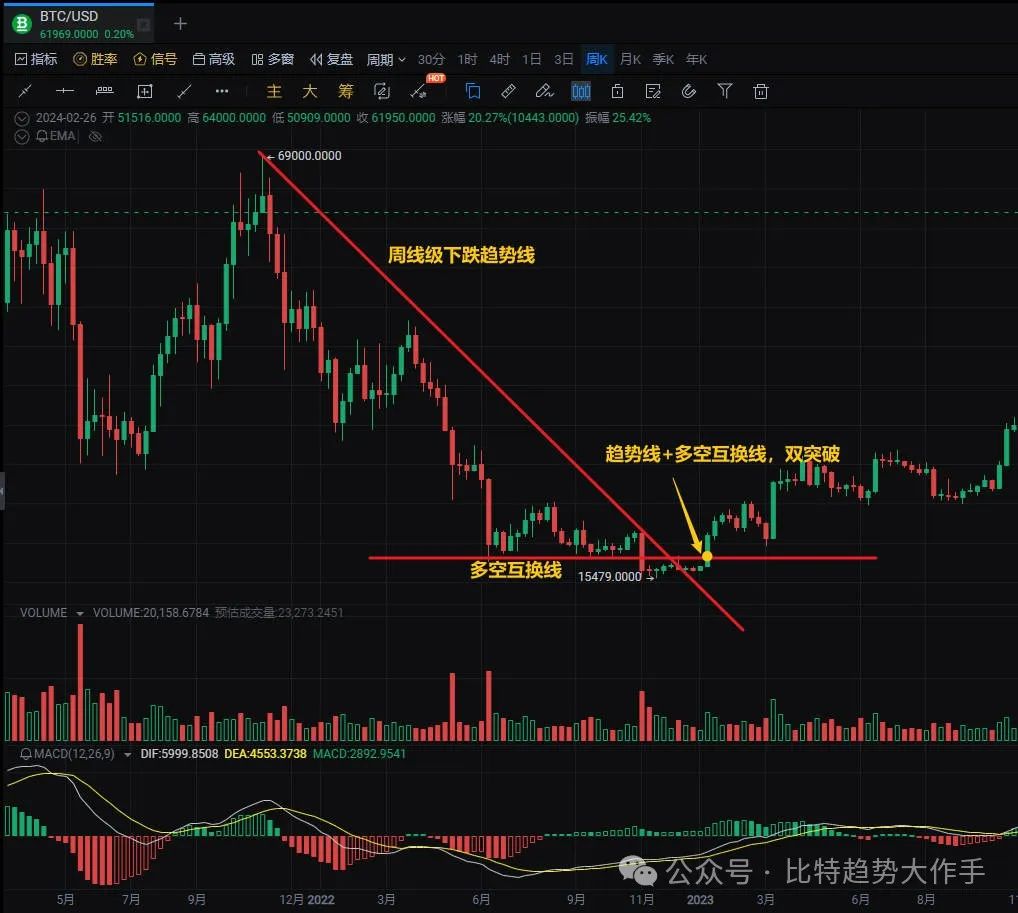 BTC/USD
61969.0000 0.20%
指标 胜率 信号 高级 多窗 复盘 周期 30分 1时 4时 1日 3日 周K 月K 季K 年K
主 大 筹 HOT
2024-02-26 开 51516.0000 高 64000.0000 低 50909.0000 收 61950.0000 涨幅 20.27%(10443.0000) 振幅 25.42%
EMA
69000.0000
周线级下跌趋势线
趋势线+多空互换线，双突破
多空互换线
15479.0000
VOLUME VOLUME:20,158.6784 预估成交量:23,273.2451
MACD(12,26,9) DIF:5999.8508 DEA:4553.3738 MACD:2892.9541
公众号 · 比特趋势大作手
5月 7月 9月 12月 2022 3月 6月 9月 11月 2023 3月 6月 8月